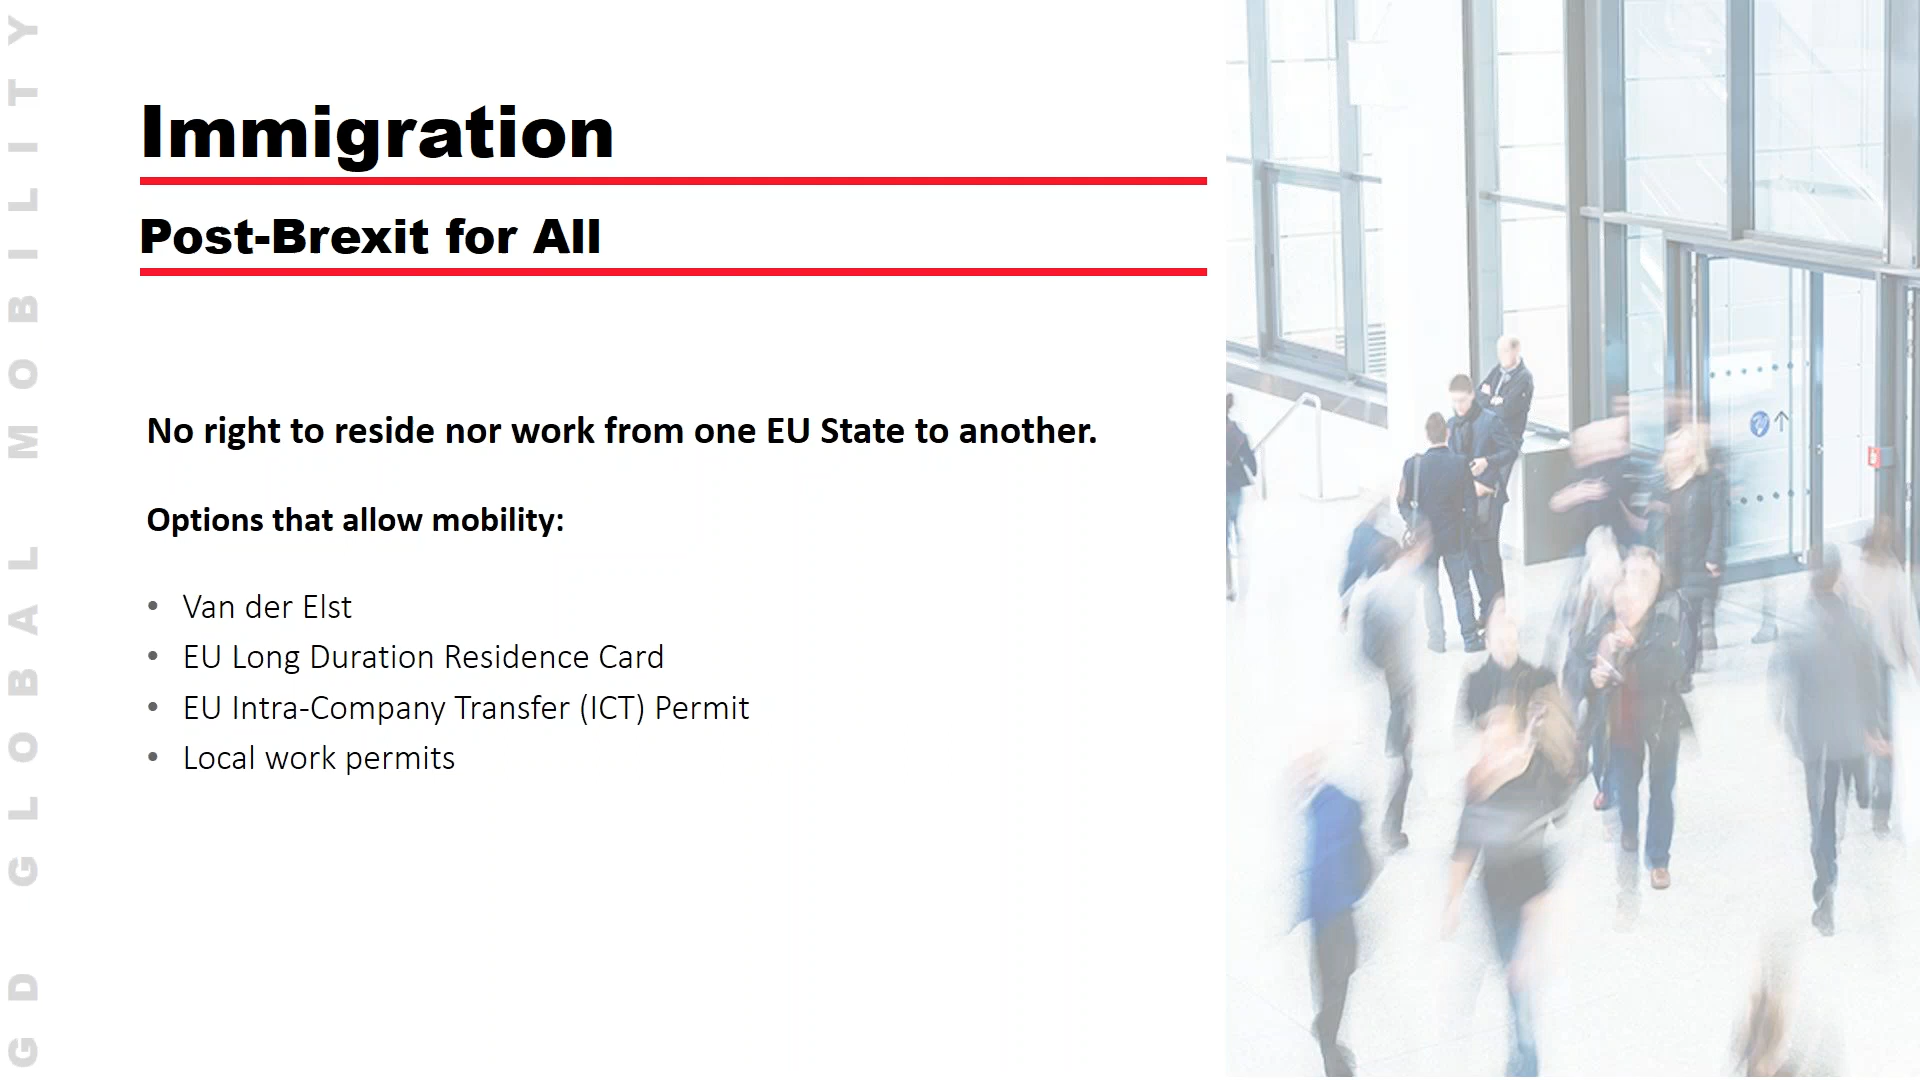 GD GLOBAL MOBILITY
Immigration
Post-Brexit for All
No right to reside nor work from one EU State to another.
Options that allow mobility:
• Van der Elst
• EU Long Duration Residence Card
• EU Intra-Company Transfer (ICT) Permit
• Local work permits